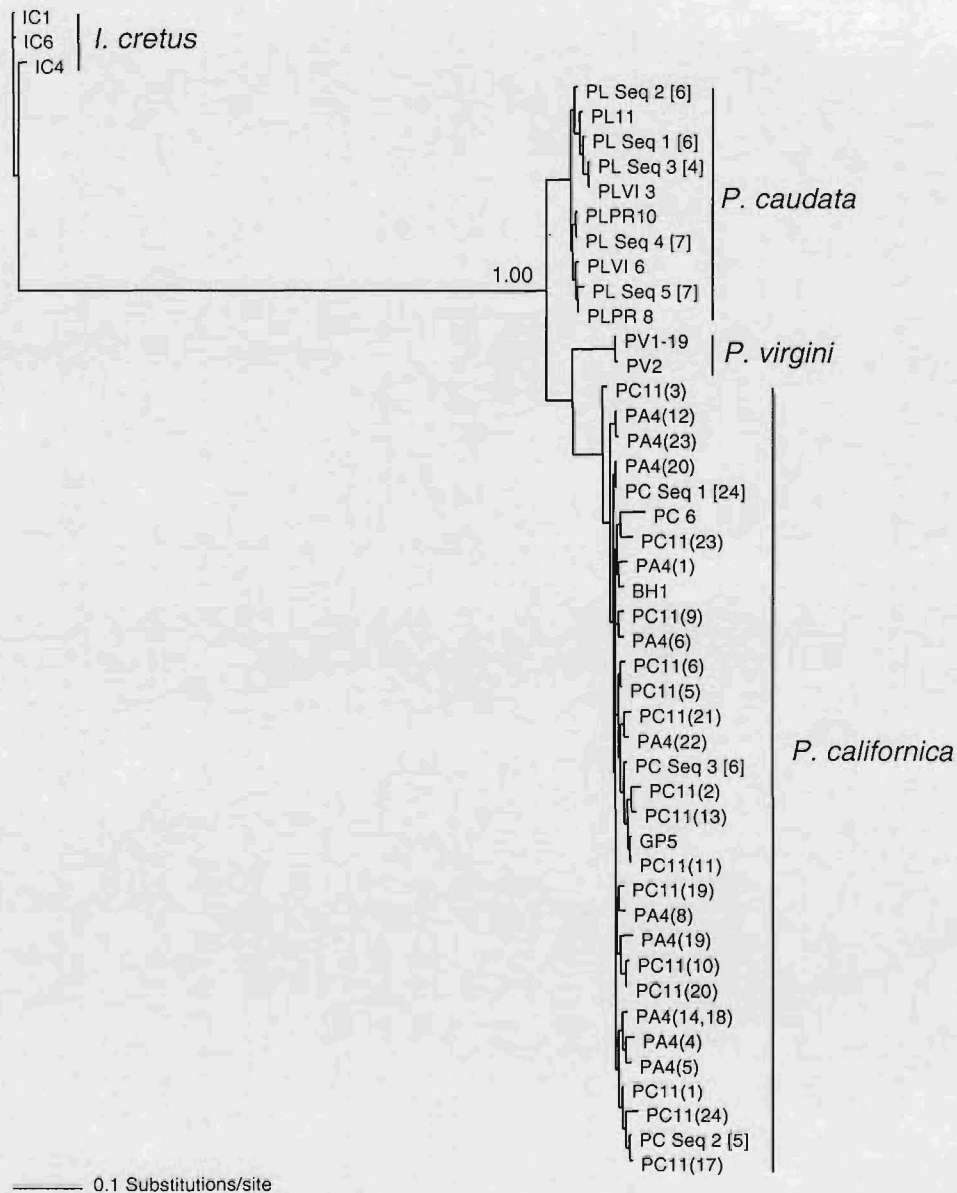 IC1
IC6
IC4
I. cretus
PL Seq 2 [6]
PL11
PL Seq 1 [6]
PL Seq 3 [4]
PLVI 3
PLPR10
PL Seq 4 [7]
PLVI 6
PL Seq 5 [7]
PLPR 8
P. caudata
1.00
PV1-19
PV2
P. virgini
PC11(3)
PA4(12)
PA4(23)
PA4(20)
PC Seq 1 [24]
PC 6
PC11(23)
PA4(1)
BH1
PC11(9)
PA4(6)
PC11(6)
PC11(5)
PC11(21)
PA4(22)
PC Seq 3 [6]
PC11(2)
PC11(13)
GP5
PC11(11)
PC11(19)
PA4(8)
PA4(19)
PC11(10)
PC11(20)
PA4(14,18)
PA4(4)
PA4(5)
PC11(1)
PC11(24)
PC Seq 2 [5]
PC11(17)
P. californica
0.1 Substitutions/site